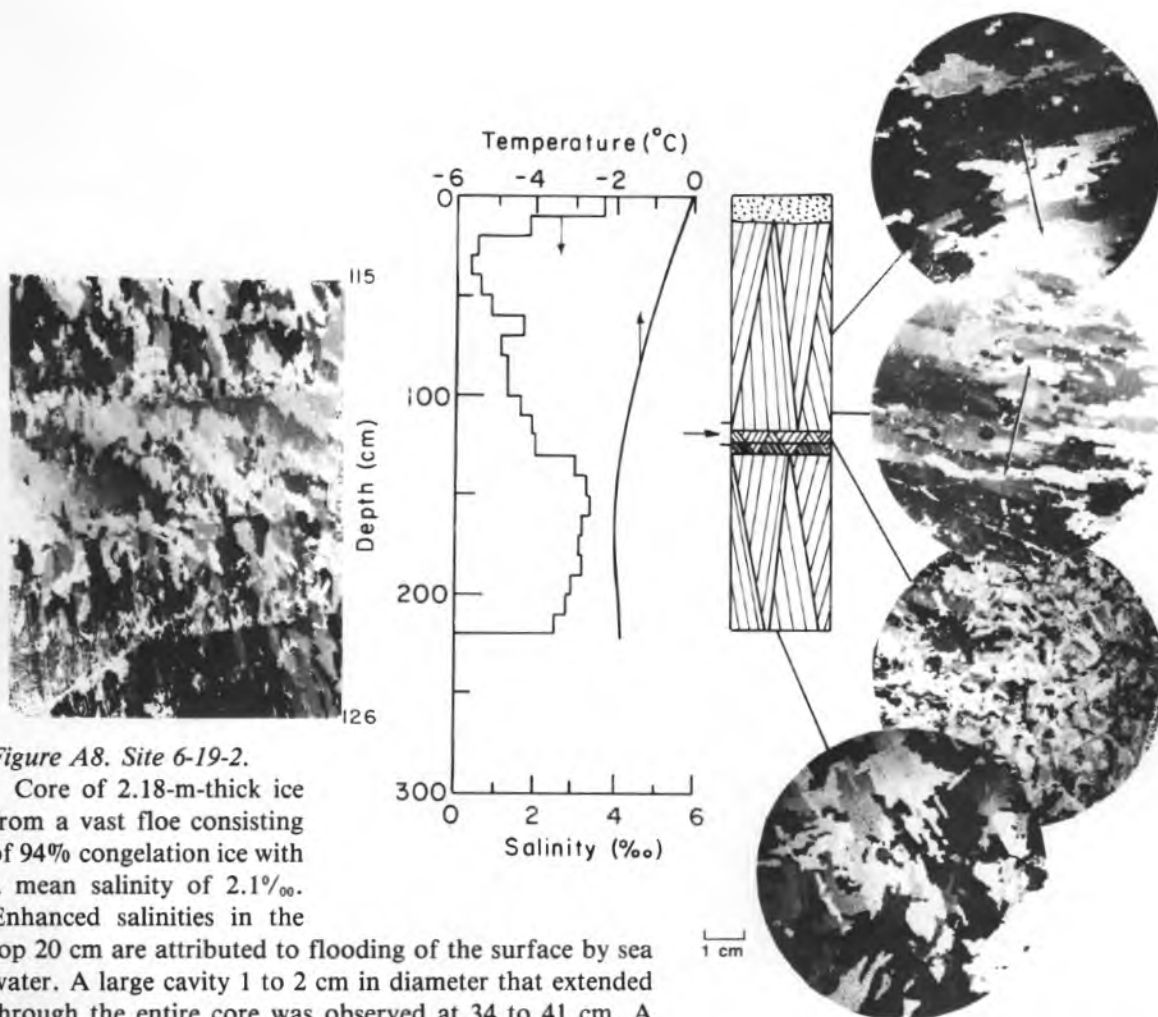 Temperature (°C)
-6 -4 -2 0
0
100
200
300
Depth (cm)
0 2 4 6
Salinity (‰)
115
126
1 cm
Figure A8. Site 6-19-2.
Core of 2.18-m-thick ice
from a vast floe consisting
of 94% congelation ice with
mean salinity of 2.1‰.
Enhanced salinities in the
top 20 cm are attributed to flooding of the surface by sea
water. A large cavity 1 to 2 cm in diameter that extended
through the entire core was observed at 34 to 41 cm. A